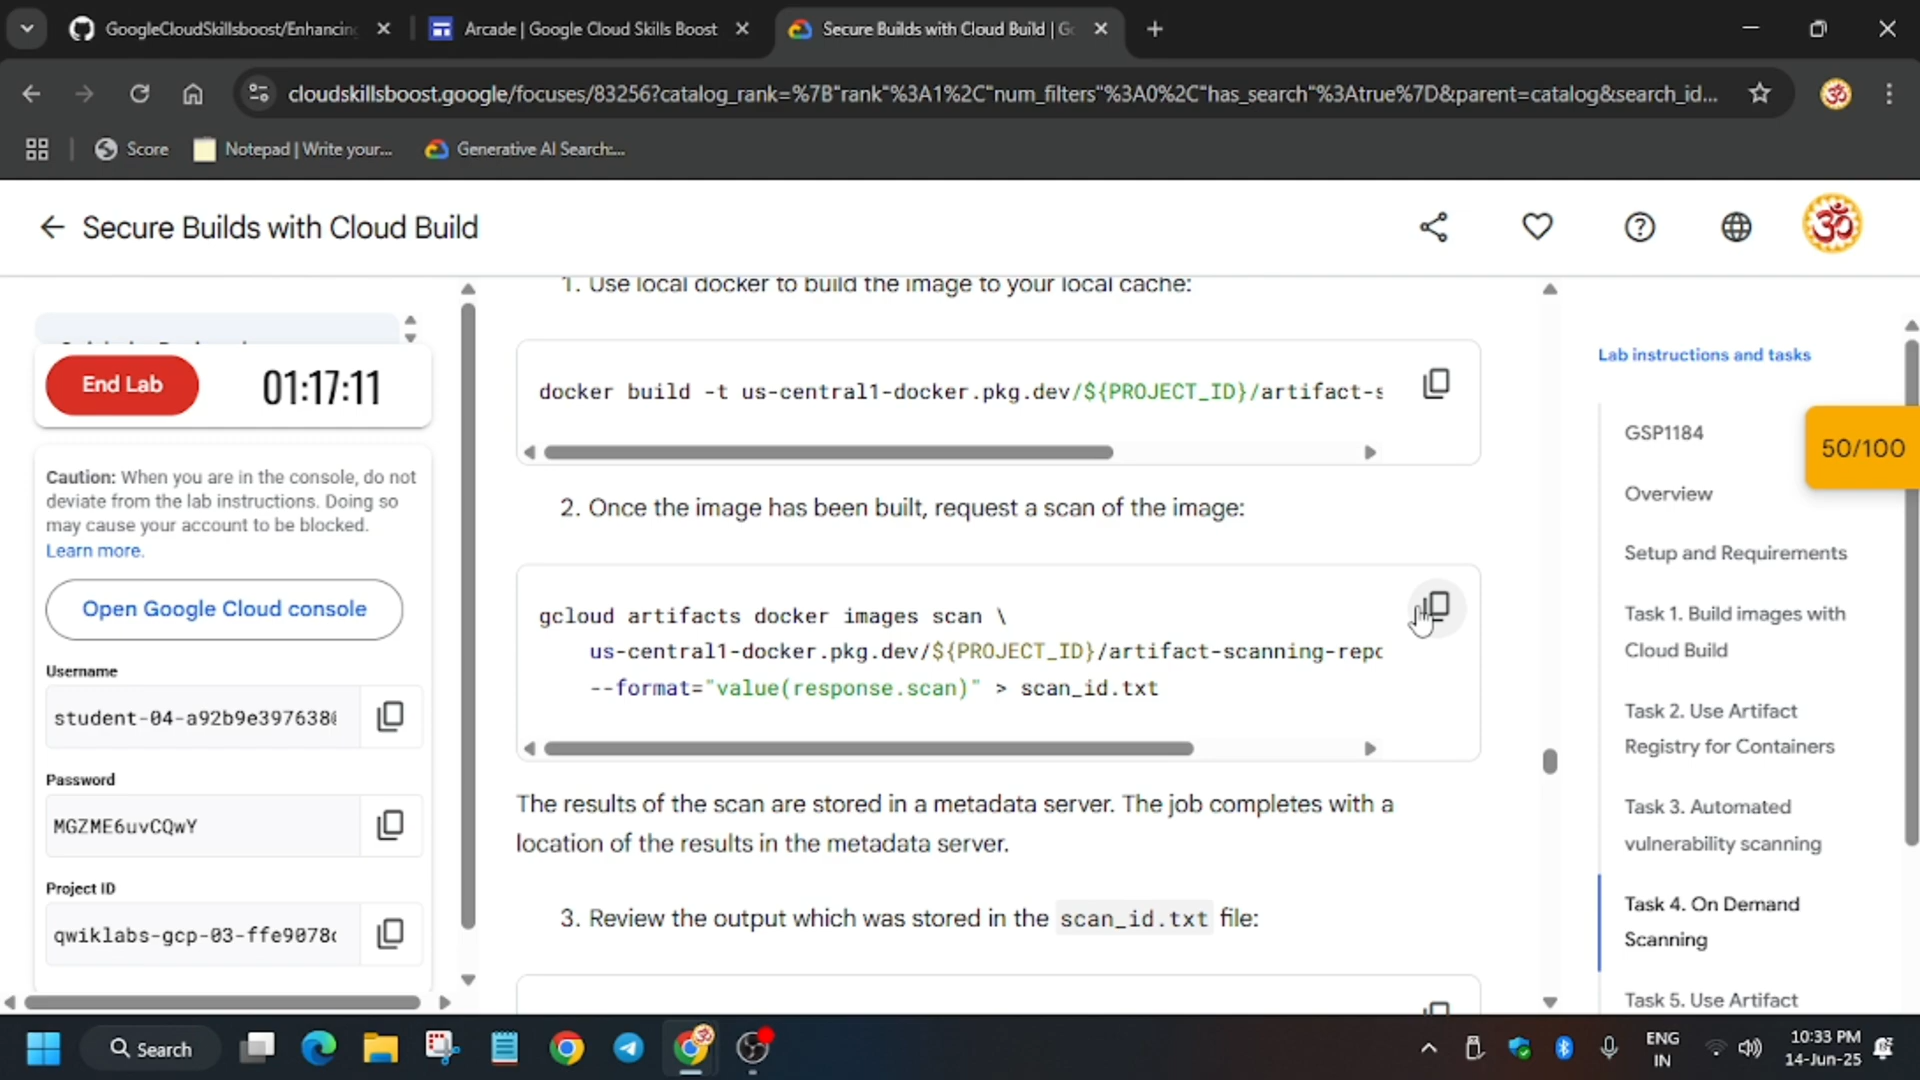 GoogleCloudSkillsboost/Enhancing
Arcade | Google Cloud Skills Boost
Secure Builds with Cloud Build | Go
cloudskillsboost.google/focuses/83256?catalog_rank=%7B"rank"%3A1%2C"num_filters"%3A0%2C"has_search"%3Atrue%7D&parent=catalog&search_id...
Score
Notepad | Write your...
Generative AI Search:...
Secure Builds with Cloud Build
End Lab
01:17:11
Caution: When you are in the console, do not
deviate from the lab instructions. Doing so
may cause your account to be blocked.
Learn more.
Open Google Cloud console
Username
student-04-a92b9e397638
Password
MGZME6uvCQwY
Project ID
qwiklabs-gcp-03-ffe9078
1. Use local docker to build the image to your local cache:
docker build -t us-central1-docker.pkg.dev/${PROJECT_ID}/artifact-s
2. Once the image has been built, request a scan of the image:
gcloud artifacts docker images scan \
us-central1-docker.pkg.dev/${PROJECT_ID}/artifact-scanning-repo
--format="value(response.scan)" > scan_id.txt
The results of the scan are stored in a metadata server. The job completes with a
location of the results in the metadata server.
3. Review the output which was stored in the scan_id.txt file:
Lab instructions and tasks
GSP1184
50/100
Overview
Setup and Requirements
Task 1. Build images with
Cloud Build
Task 2. Use Artifact
Registry for Containers
Task 3. Automated
vulnerability scanning
Task 4. On Demand
Scanning
Task 5. Use Artifact
Search
ENG
IN
10:33 PM
14-Jun-25